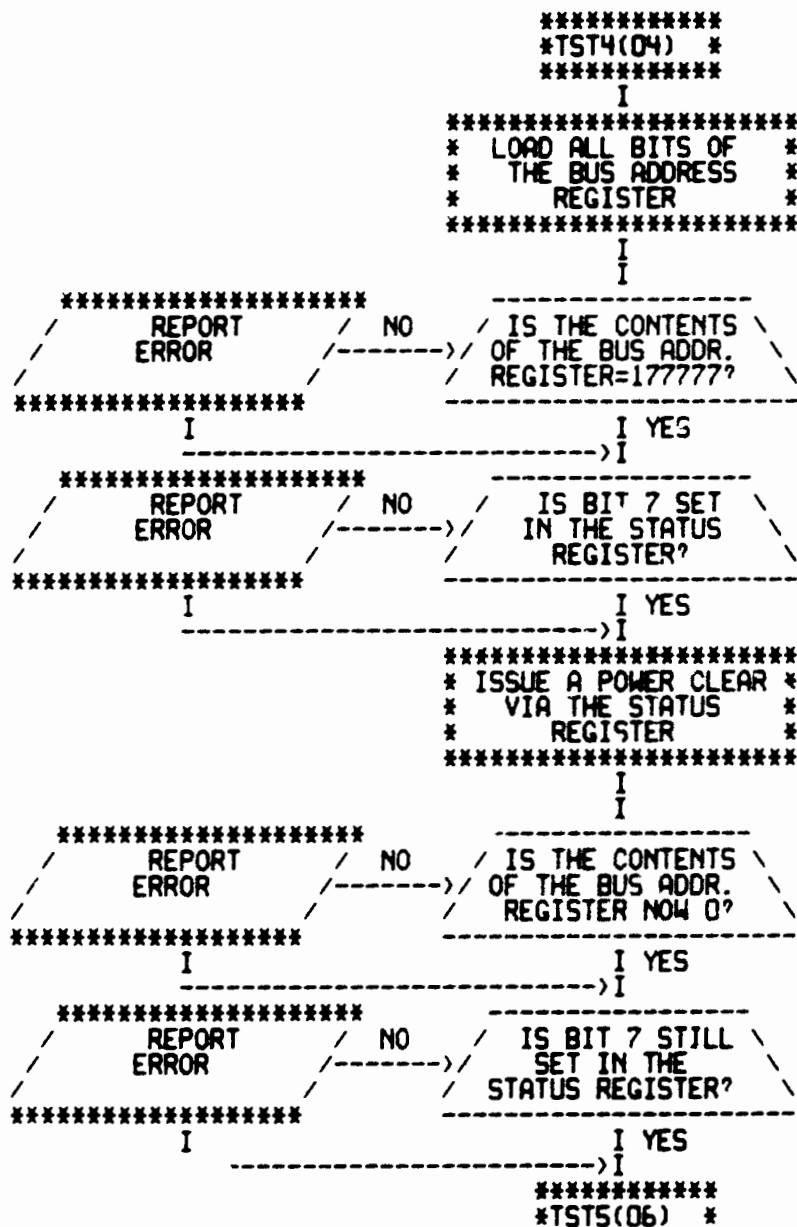 *TST4(04) *
LOAD ALL BITS OF
THE BUS ADDRESS
REGISTER
REPORT
ERROR
NO
IS THE CONTENTS
OF THE BUS ADDR.
REGISTER=177777?
YES
REPORT
ERROR
NO
IS BIT 7 SET
IN THE STATUS
REGISTER?
YES
ISSUE A POWER CLEAR
VIA THE STATUS
REGISTER
REPORT
ERROR
NO
IS THE CONTENTS
OF THE BUS ADDR.
REGISTER NOW 0?
YES
REPORT
ERROR
NO
IS BIT 7 STILL
SET IN THE
STATUS REGISTER?
YES
*TST5(06) *